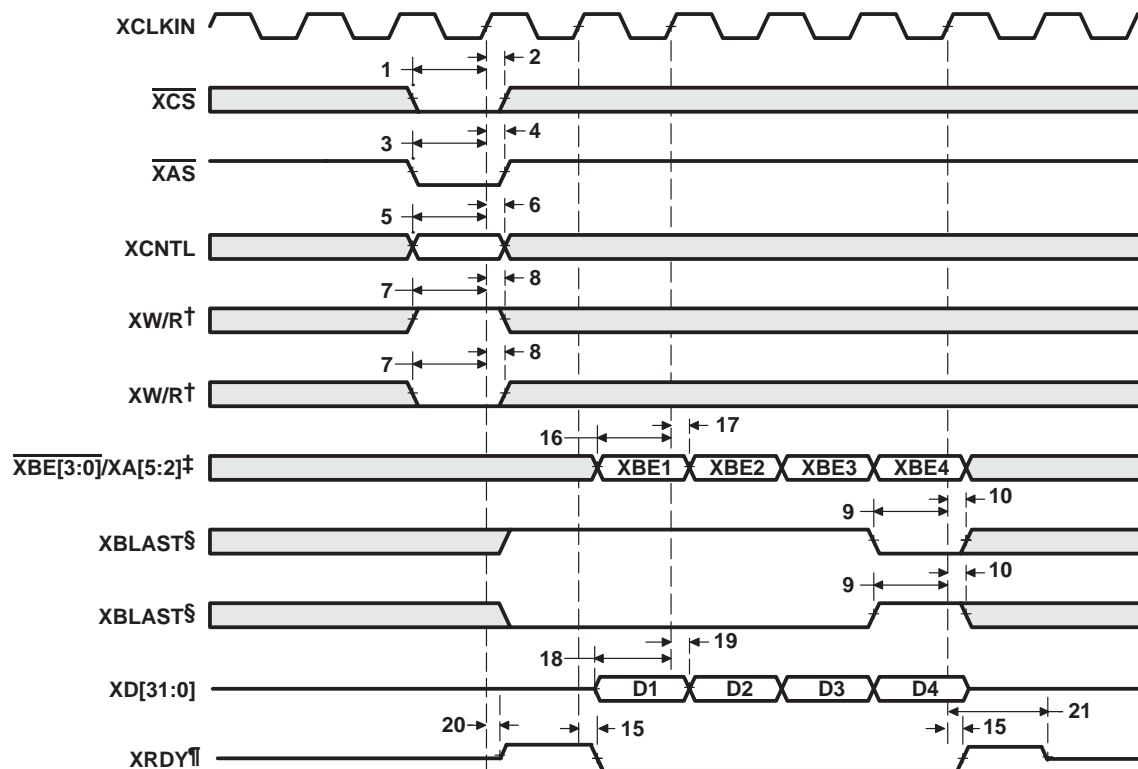 XCLKIN
1 2
XCS
3 4
XAS
5 6
XCNTL
7 8
XW/R†
7 8
XW/R†
16 17
XBE[3:0]/XA[5:2]‡ XBE1 XBE2 XBE3 XBE4
9 10
XBLAST§
9 10
XBLAST§
18 19
XD[31:0] D1 D2 D3 D4
20 15 15 21
XRDY¶